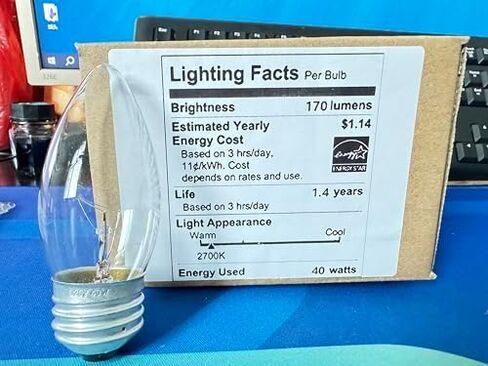 Lighting Facts Per Bulb
Brightness 170 lumens
Estimated Yearly $1.14
Energy Cost
Based on 3 hrs/day,
11¢/kWh. Cost
depends on rates and use.
ENERGY STAR
Life 1.4 years
Based on 3 hrs/day
Light Appearance
Warm Cool
2700K
Energy Used 40 watts